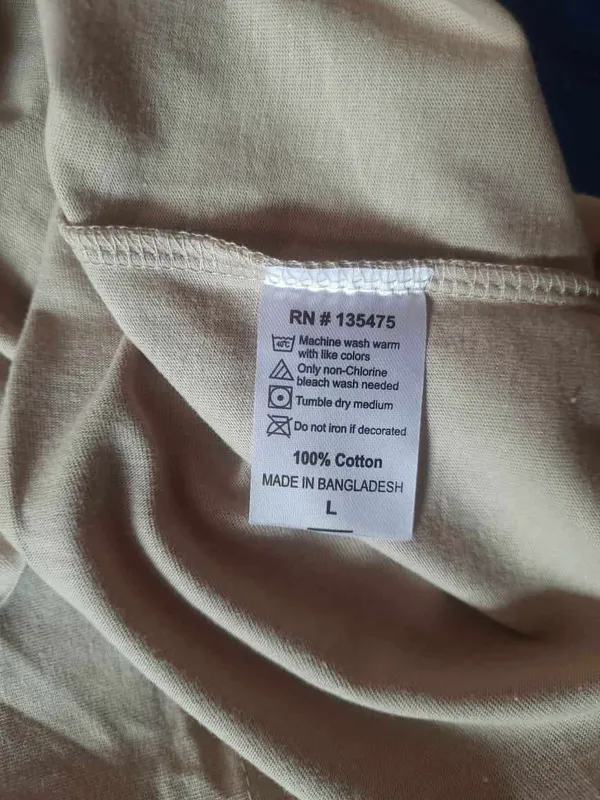 RN # 135475
40°C Machine wash warm
with like colors
Only non-Chlorine
bleach wash needed
Tumble dry medium
Do not iron if decorated
100% Cotton
MADE IN BANGLADESH
L